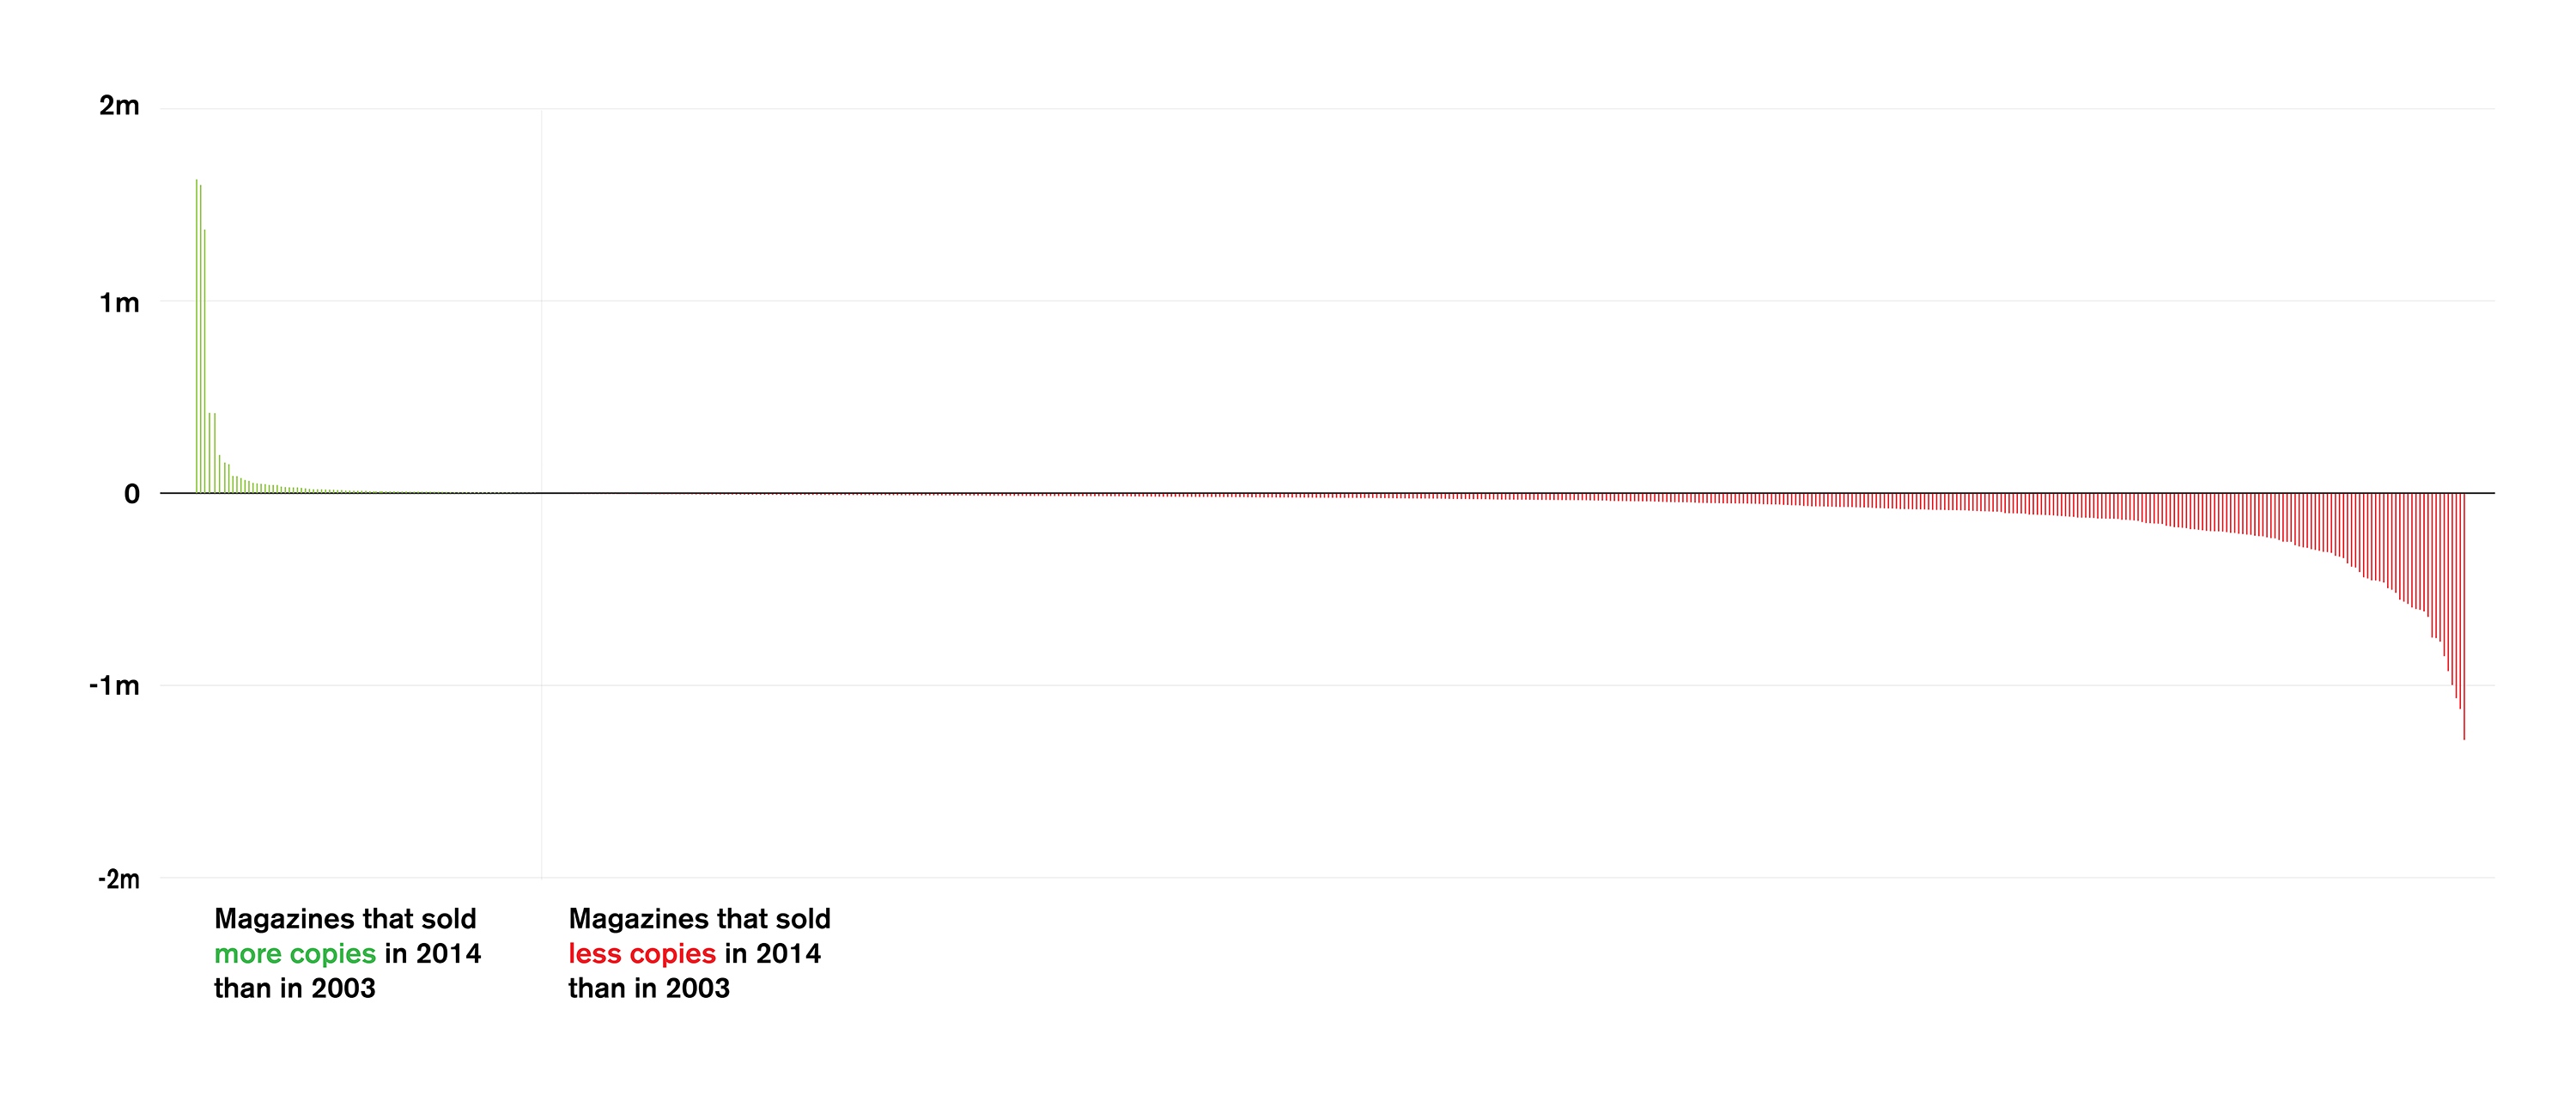 2m
1m
0
-1m
-2m
Magazines that sold
more copies in 2014
than in 2003
Magazines that sold
less copies in 2014
than in 2003